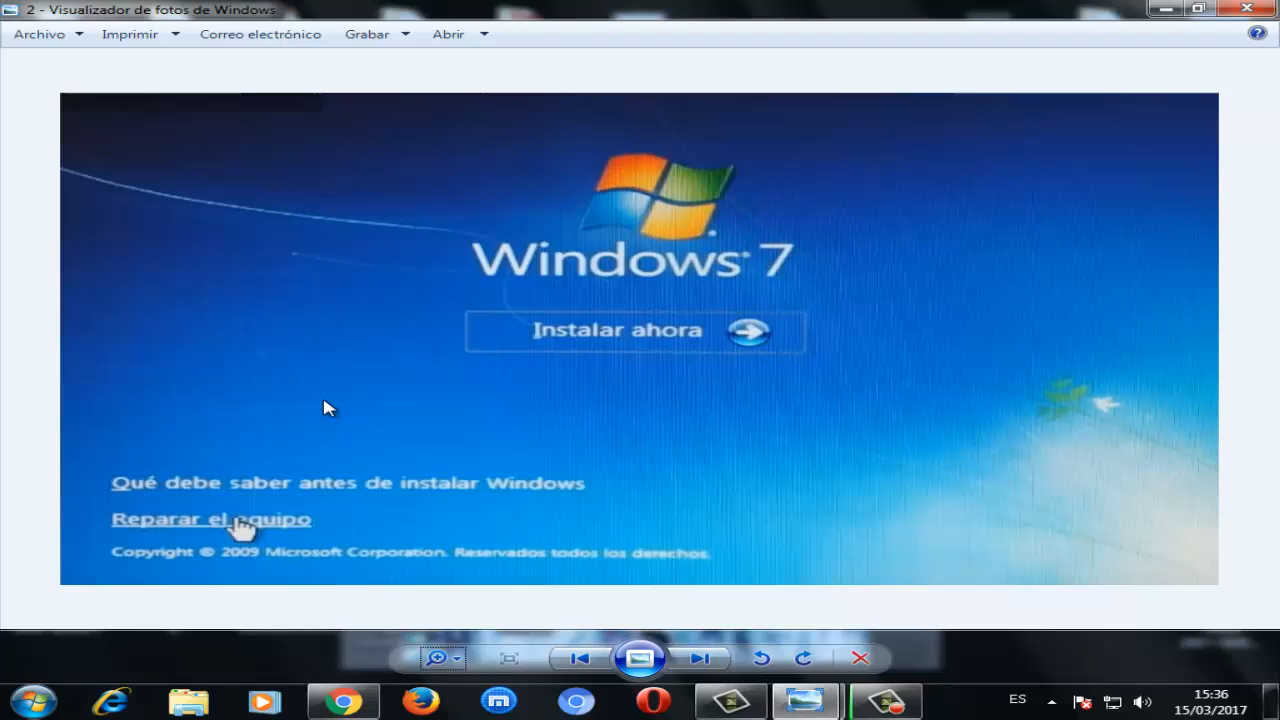 2 - Visualizador de fotos de Windows
Archivo Imprimir Correo electrónico Grabar Abrir
Windows 7
Instalar ahora
Qué debe saber antes de instalar Windows
Reparar el equipo
Copyright © 2009 Microsoft Corporation. Reservados todos los derechos.
ES
15:36
15/03/2017